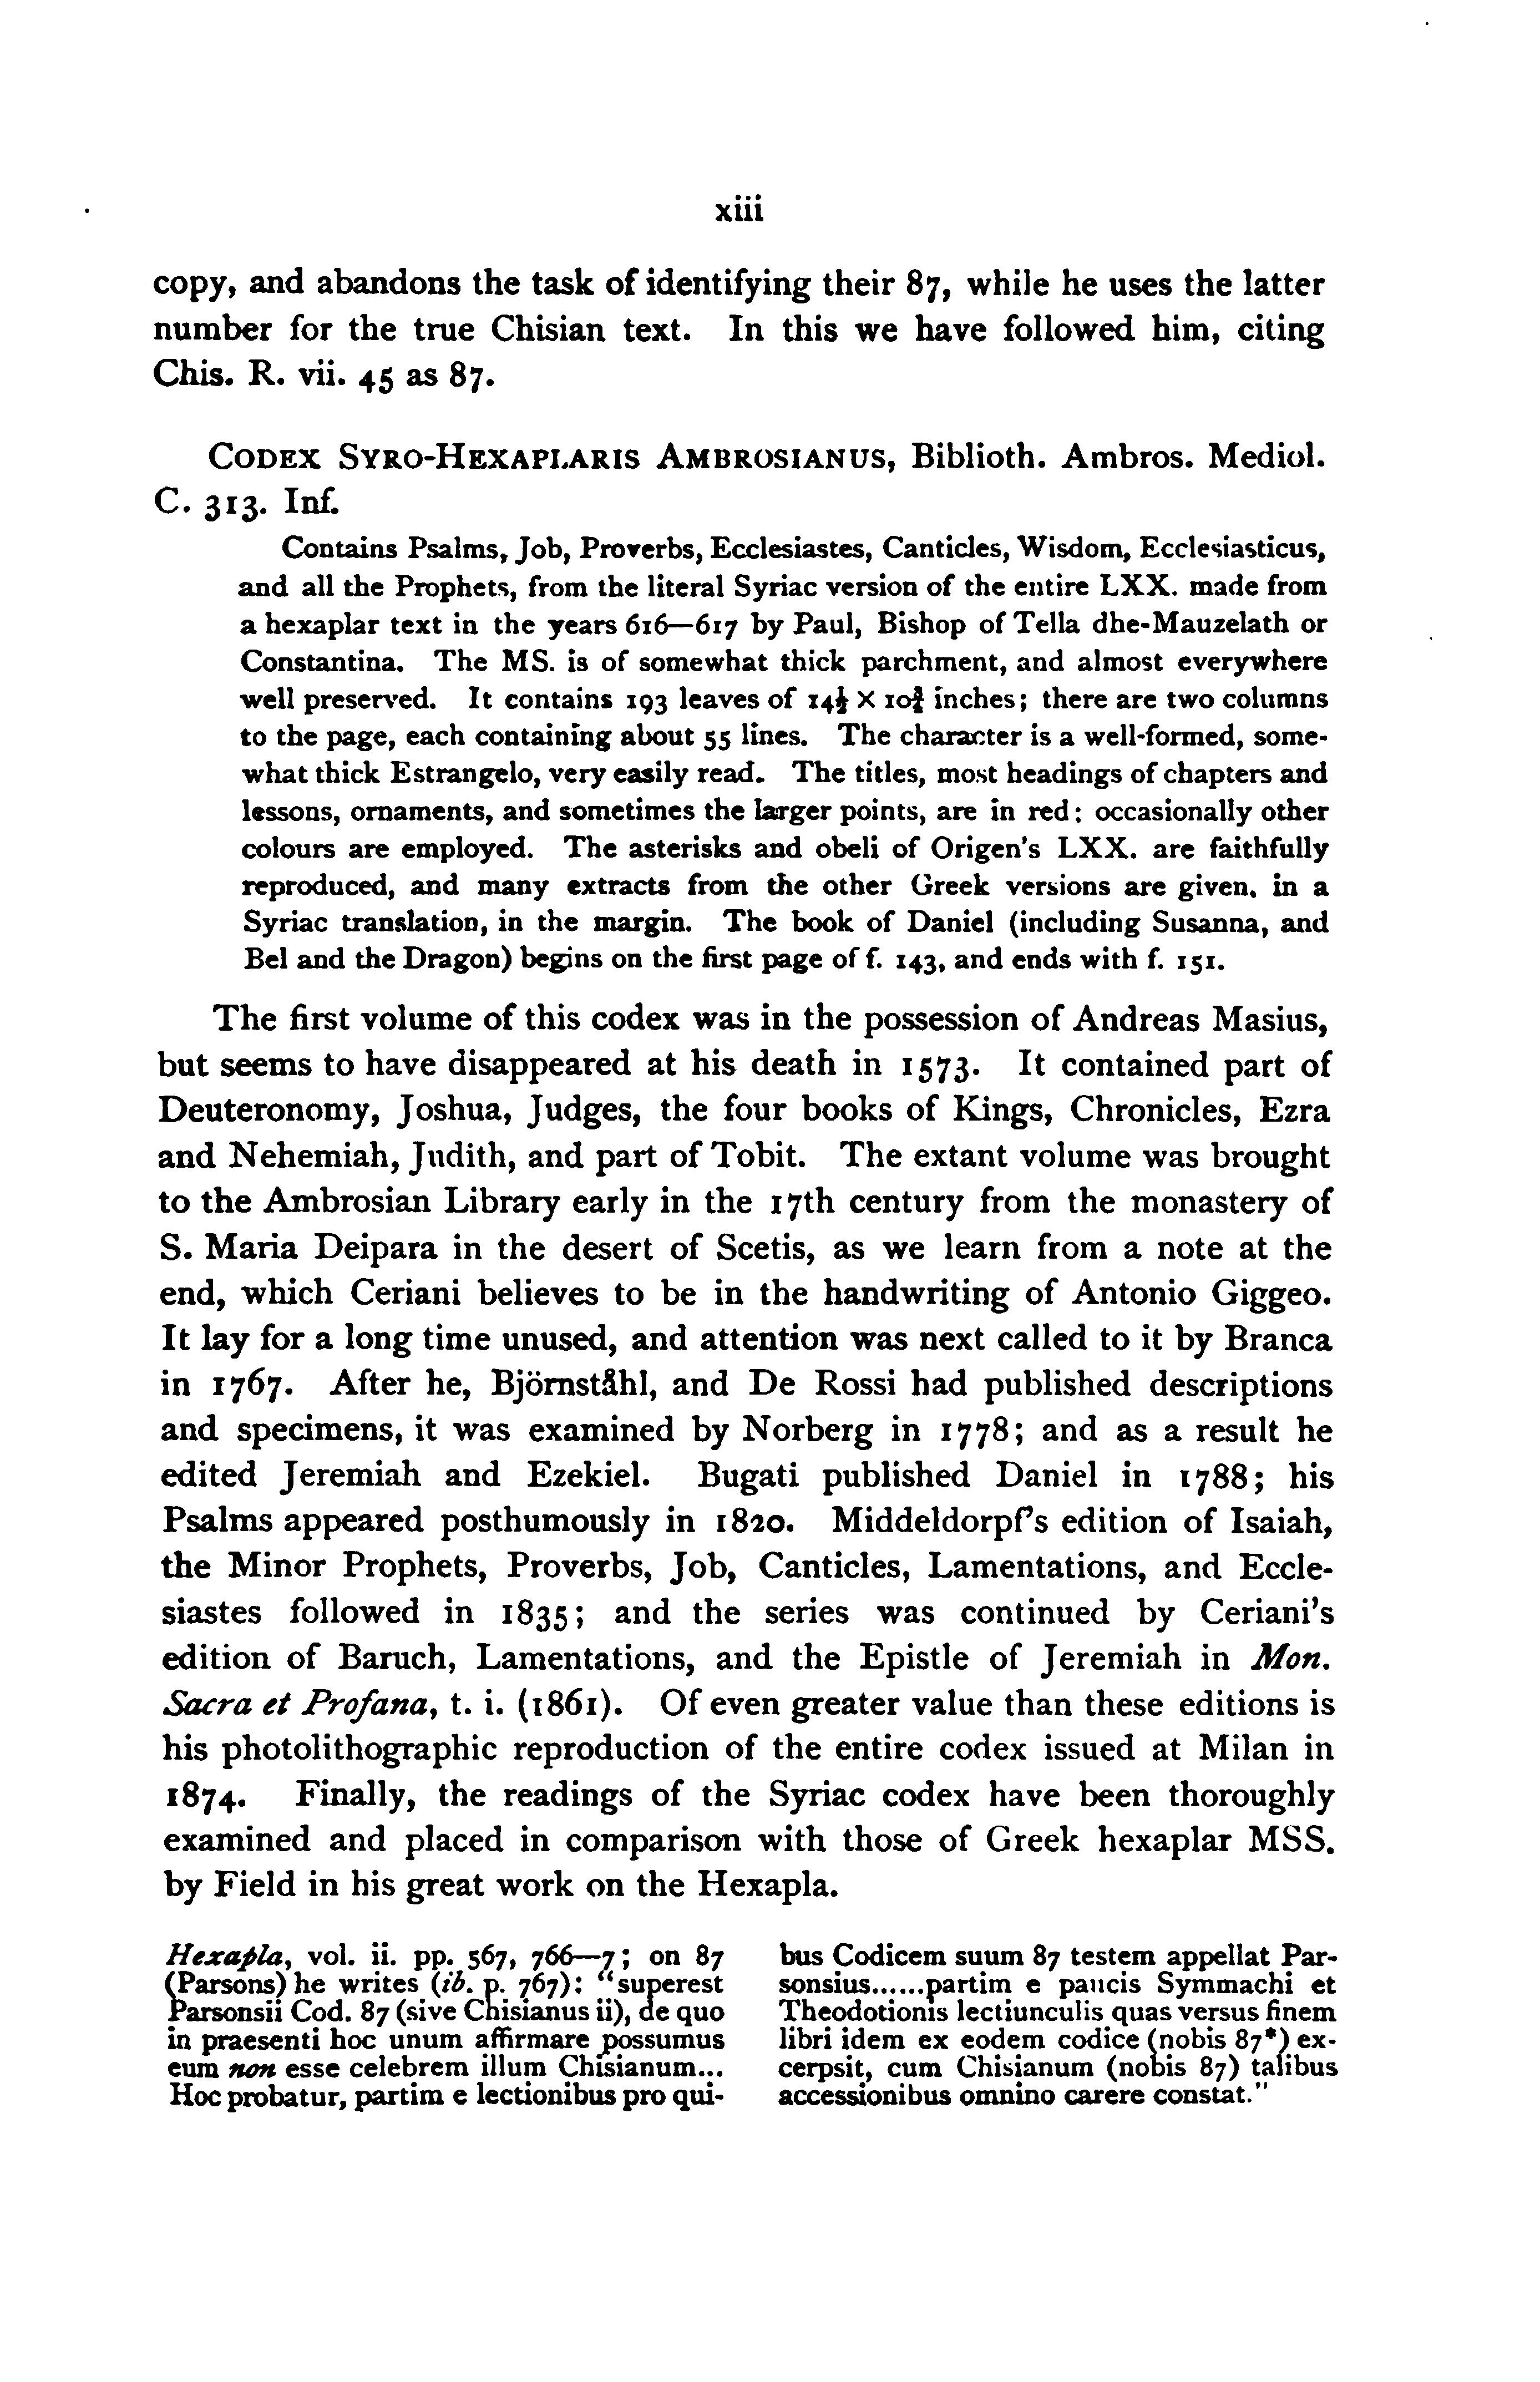 xiii
copy, and abandons the task of identifying their 87, while he uses the latter
number for the true Chisian text. In this we have followed him, citing
Chis. R. vii. 45 as 87.
CODEX SYRO-HEXAPLARIS AMBROSIANUS, Biblioth. Ambros. Mediol.
C. 313. Inf.
Contains Psalms, Job, Proverbs, Ecclesiastes, Canticles, Wisdom, Ecclesiasticus,
and all the Prophets, from the literal Syriac version of the entire LXX. made from
a hexaplar text in the years 616—617 by Paul, Bishop of Tella dhe-Mauzelath or
Constantina. The MS. is of somewhat thick parchment, and almost everywhere
well preserved. It contains 193 leaves of 14½ × 10¾ inches; there are two columns
to the page, each containing about 55 lines. The character is a well-formed, some-
what thick Estrangelo, very easily read. The titles, most headings of chapters and
lessons, ornaments, and sometimes the larger points, are in red: occasionally other
colours are employed. The asterisks and obeli of Origen's LXX. are faithfully
reproduced, and many extracts from the other Greek versions are given, in a
Syriac translation, in the margin. The book of Daniel (including Susanna, and
Bel and the Dragon) begins on the first page of f. 143, and ends with f. 151.
The first volume of this codex was in the possession of Andreas Masius,
but seems to have disappeared at his death in 1573. It contained part of
Deuteronomy, Joshua, Judges, the four books of Kings, Chronicles, Ezra
and Nehemiah, Judith, and part of Tobit. The extant volume was brought
to the Ambrosian Library early in the 17th century from the monastery of
S. Maria Deipara in the desert of Scetis, as we learn from a note at the
end, which Ceriani believes to be in the handwriting of Antonio Giggeo.
It lay for a long time unused, and attention was next called to it by Branca
in 1767. After he, Björnståhl, and De Rossi had published descriptions
and specimens, it was examined by Norberg in 1778; and as a result he
edited Jeremiah and Ezekiel. Bugati published Daniel in 1788; his
Psalms appeared posthumously in 1820. Middeldorpf's edition of Isaiah,
the Minor Prophets, Proverbs, Job, Canticles, Lamentations, and Eccle-
siastes followed in 1835; and the series was continued by Ceriani's
edition of Baruch, Lamentations, and the Epistle of Jeremiah in Mon.
Sacra et Profana, t. i. (1861). Of even greater value than these editions is
his photolithographic reproduction of the entire codex issued at Milan in
1874. Finally, the readings of the Syriac codex have been thoroughly
examined and placed in comparison with those of Greek hexaplar MSS.
by Field in his great work on the Hexapla.
Hexapla, vol. ii. pp. 567, 766—7; on 87
(Parsons) he writes (ib. p. 767): "superest
Parsonsii Cod. 87 (sive Chisianus ii), de quo
in praesenti hoc unum affirmare possumus
eum non esse celebrem illum Chisianum...
Hoc probatur, partim e lectionibus pro qui-
bus Codicem suum 87 testem appellat Par-
sonsius......partim e paucis Symmachi et
Theodotionis lectiunculis quas versus finem
libri idem ex eodem codice (nobis 87*) ex-
cerpsit, cum Chisianum (nobis 87) talibus
accessionibus omnino carere constat."